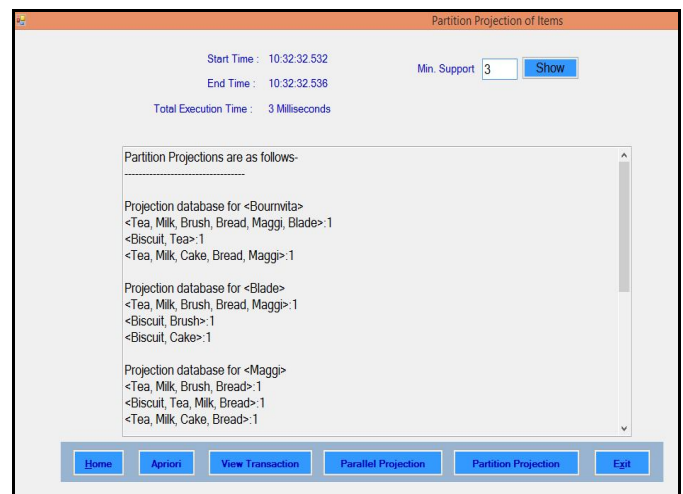 Partition Projection of Items
Start Time : 10:32:32.532
End Time : 10:32:32.536
Total Execution Time : 3 Milliseconds
Min. Support 3 Show
Partition Projections are as follows-
----------------------------------
Projection database for <Bournvita>
<Tea, Milk, Brush, Bread, Maggi, Blade>:1
<Biscuit, Tea>:1
<Tea, Milk, Cake, Bread, Maggi>:1
Projection database for <Blade>
<Tea, Milk, Brush, Bread, Maggi>:1
<Biscuit, Brush>:1
<Biscuit, Cake>:1
Projection database for <Maggi>
<Tea, Milk, Brush, Bread>:1
<Biscuit, Tea, Milk, Bread>:1
<Tea, Milk, Cake, Bread>:1
Home Apriori View Transaction Parallel Projection Partition Projection Exit